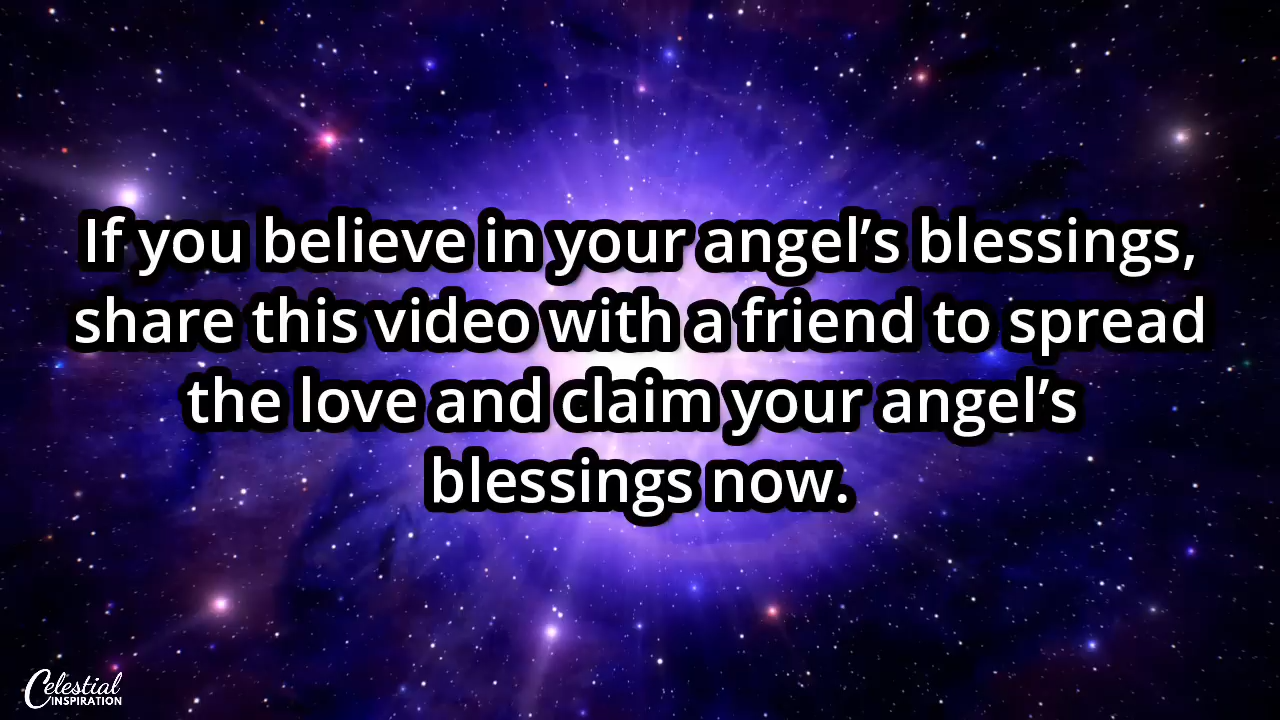 If you believe in your angel’s blessings,
share this video with a friend to spread
the love and claim your angel’s
blessings now.
Celestial
INSPIRATION